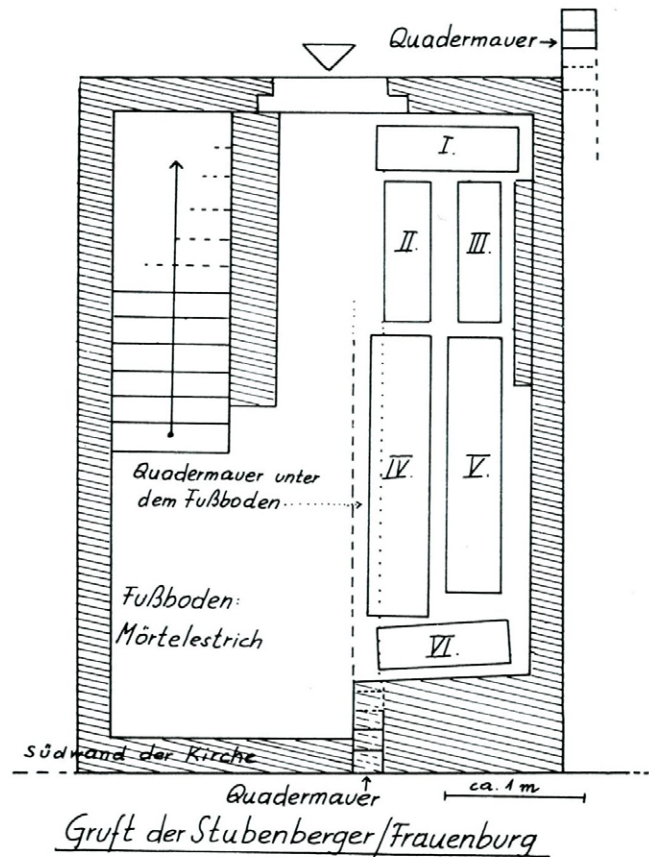 Quadermauer
I.
II.
III.
Quadermauer unter
dem Fußboden
IV.
V.
Fußboden:
Mörtelestrich
VI.
Südwand der Kirche
Quadermauer
ca. 1 m
Gruft der Stubenberger/Frauenburg